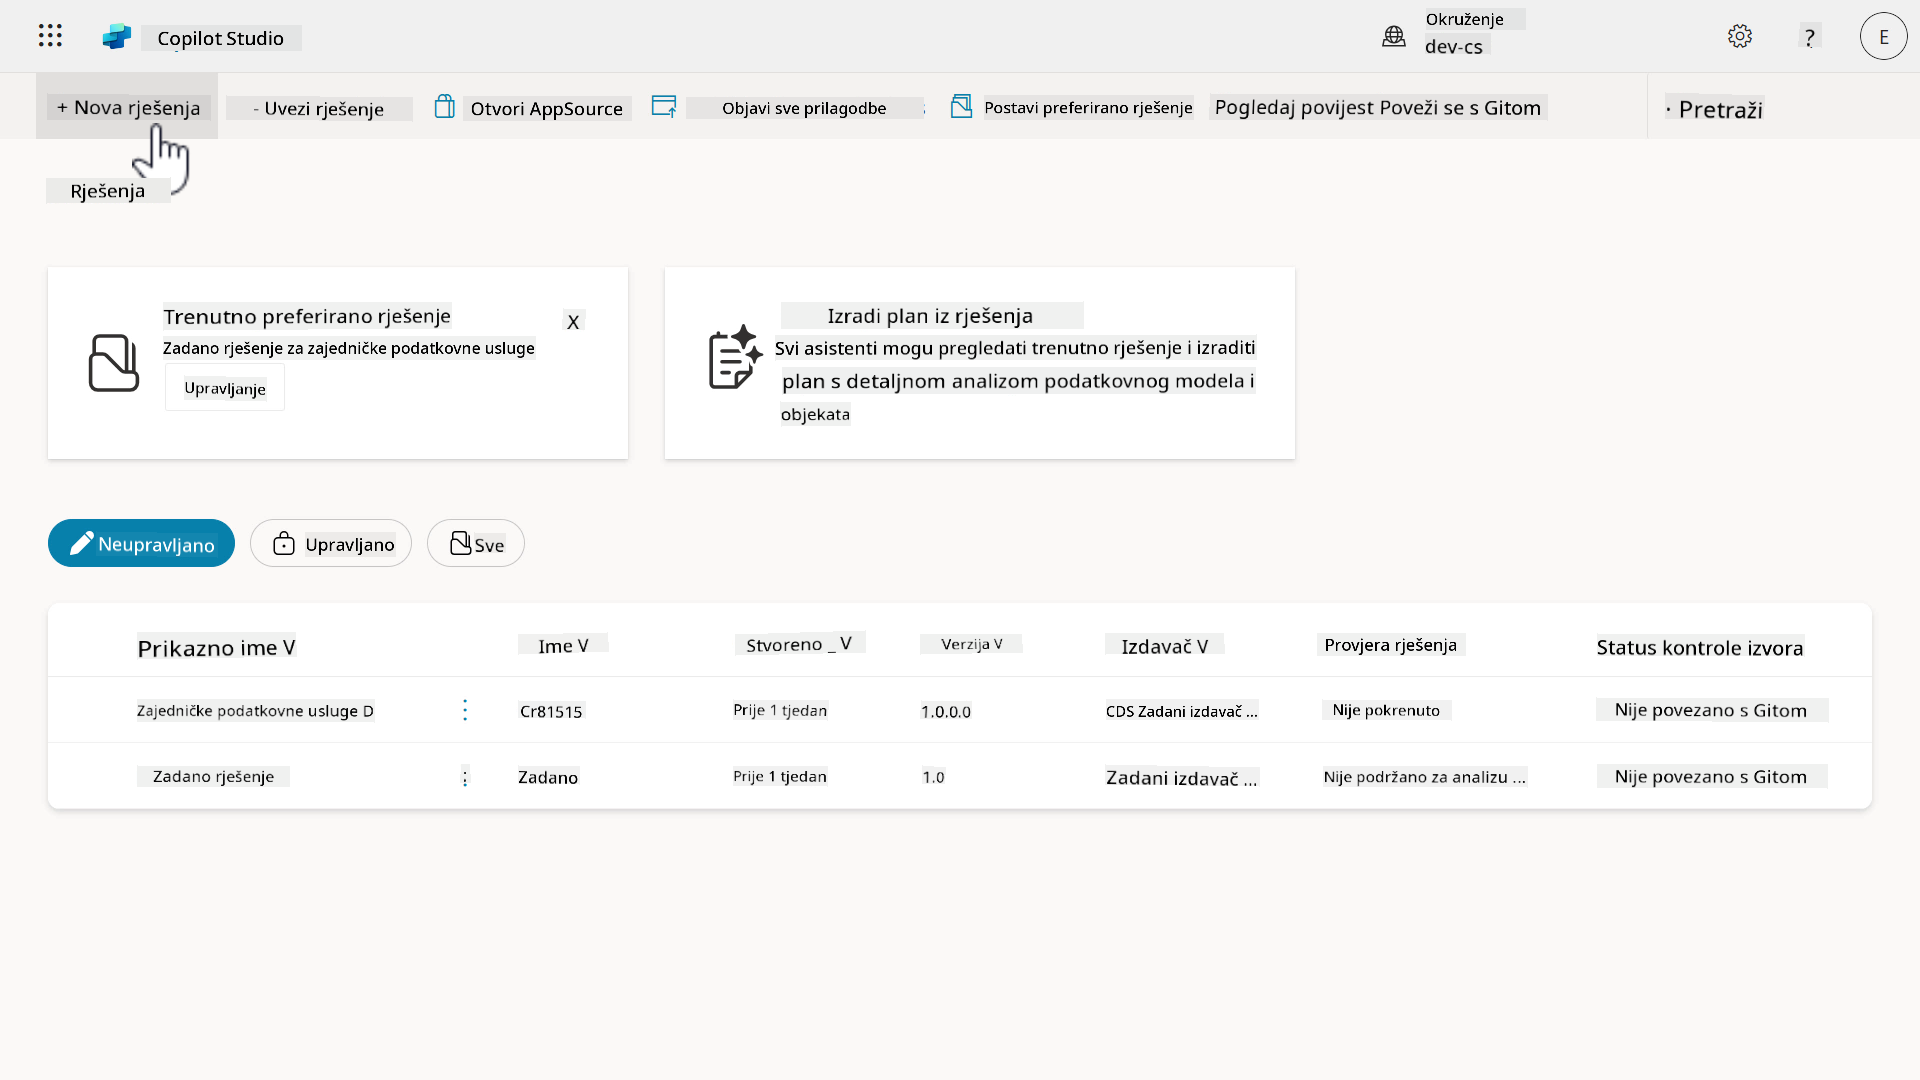 Copilot Studio
Okruženje
dev-cs
?
E
+ Nova rješenja
- Uvezi rješenje
Otvori AppSource
Objavi sve prilagodbe
Postavi preferirano rješenje
Pogledaj povijest Poveži se s Gitom
· Pretraži
Rješenja
Trenutno preferirano rješenje
X
Zadano rješenje za zajedničke podatkovne usluge
Upravljanje
Izradi plan iz rješenja
Svi asistenti mogu pregledati trenutno rješenje i izraditi
plan s detaljnom analizom podatkovnog modela i
objekata
Neupravljano
Upravljano
Sve
Prikazno ime V
Ime V
Stvoreno _ V
Verzija V
Izdavač V
Provjera rješenja
Status kontrole izvora
Zajedničke podatkovne usluge D
Cr81515
Prije 1 tjedan
1.0.0.0
CDS Zadani izdavač ...
Nije pokrenuto
Nije povezano s Gitom
Zadano rješenje
Zadano
Prije 1 tjedan
1.0
Zadani izdavač ...
Nije podržano za analizu ...
Nije povezano s Gitom